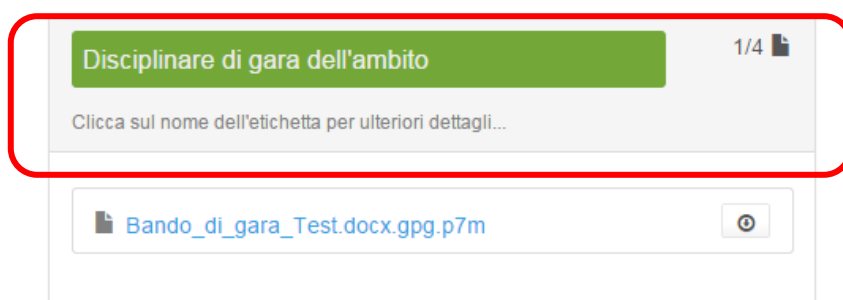 Disciplinare di gara dell'ambito
1/4
Clicca sul nome dell'etichetta per ulteriori dettagli...
Bando_di_gara_Test.docx.gpg.p7m